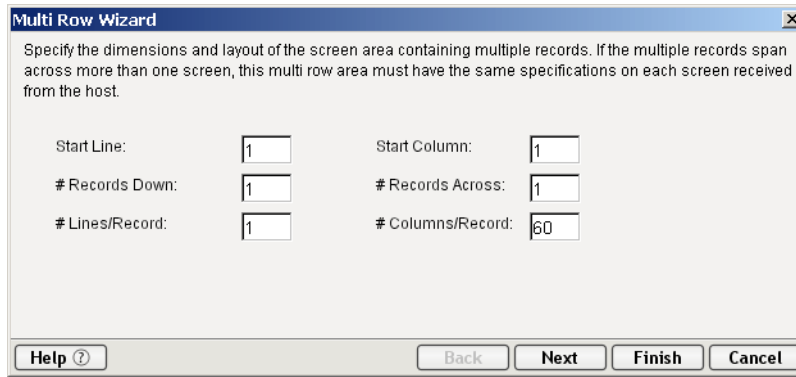 Multi Row Wizard
Specify the dimensions and layout of the screen area containing multiple records. If the multiple records span
across more than one screen, this multi row area must have the same specifications on each screen received
from the host.
Start Line: 1 Start Column: 1
# Records Down: 1 # Records Across: 1
# Lines/Record: 1 # Columns/Record: 60
Help ? Back Next Finish Cancel